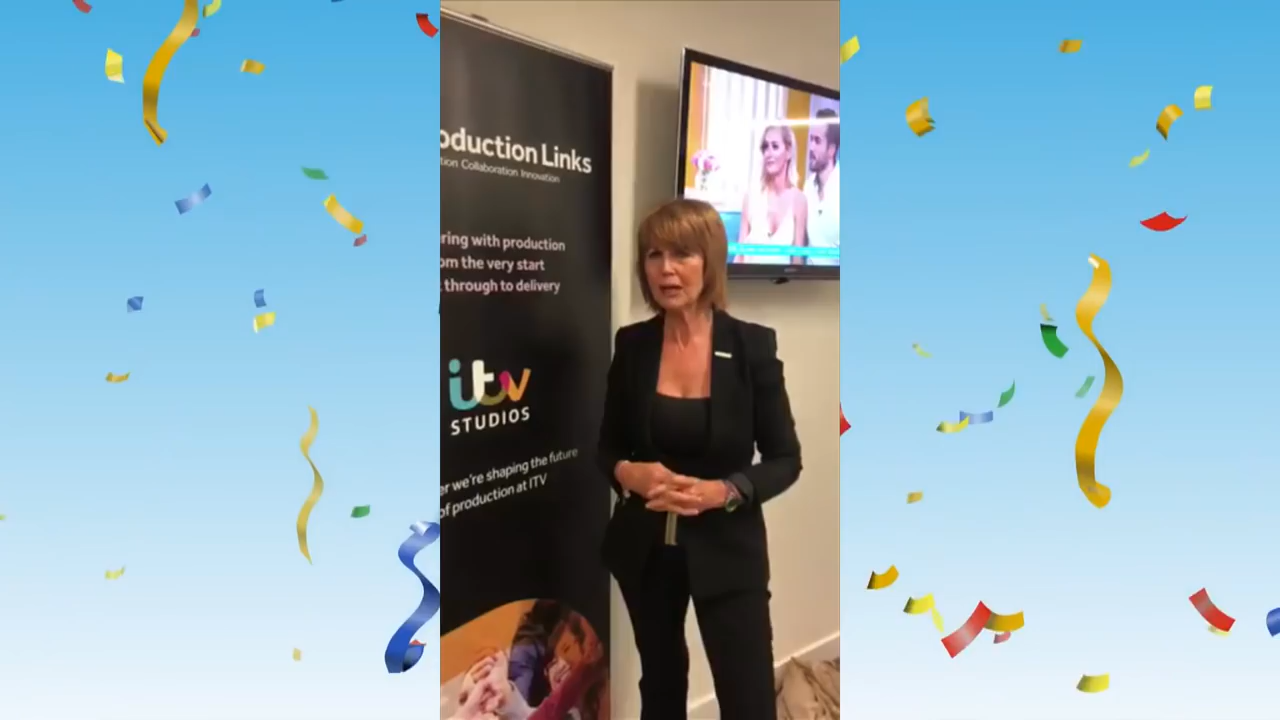 oduction Links
tion Collaboration Innovation
ring with production
om the very start
through to delivery
itv
STUDIOS
er we're shaping the future
of production at ITV